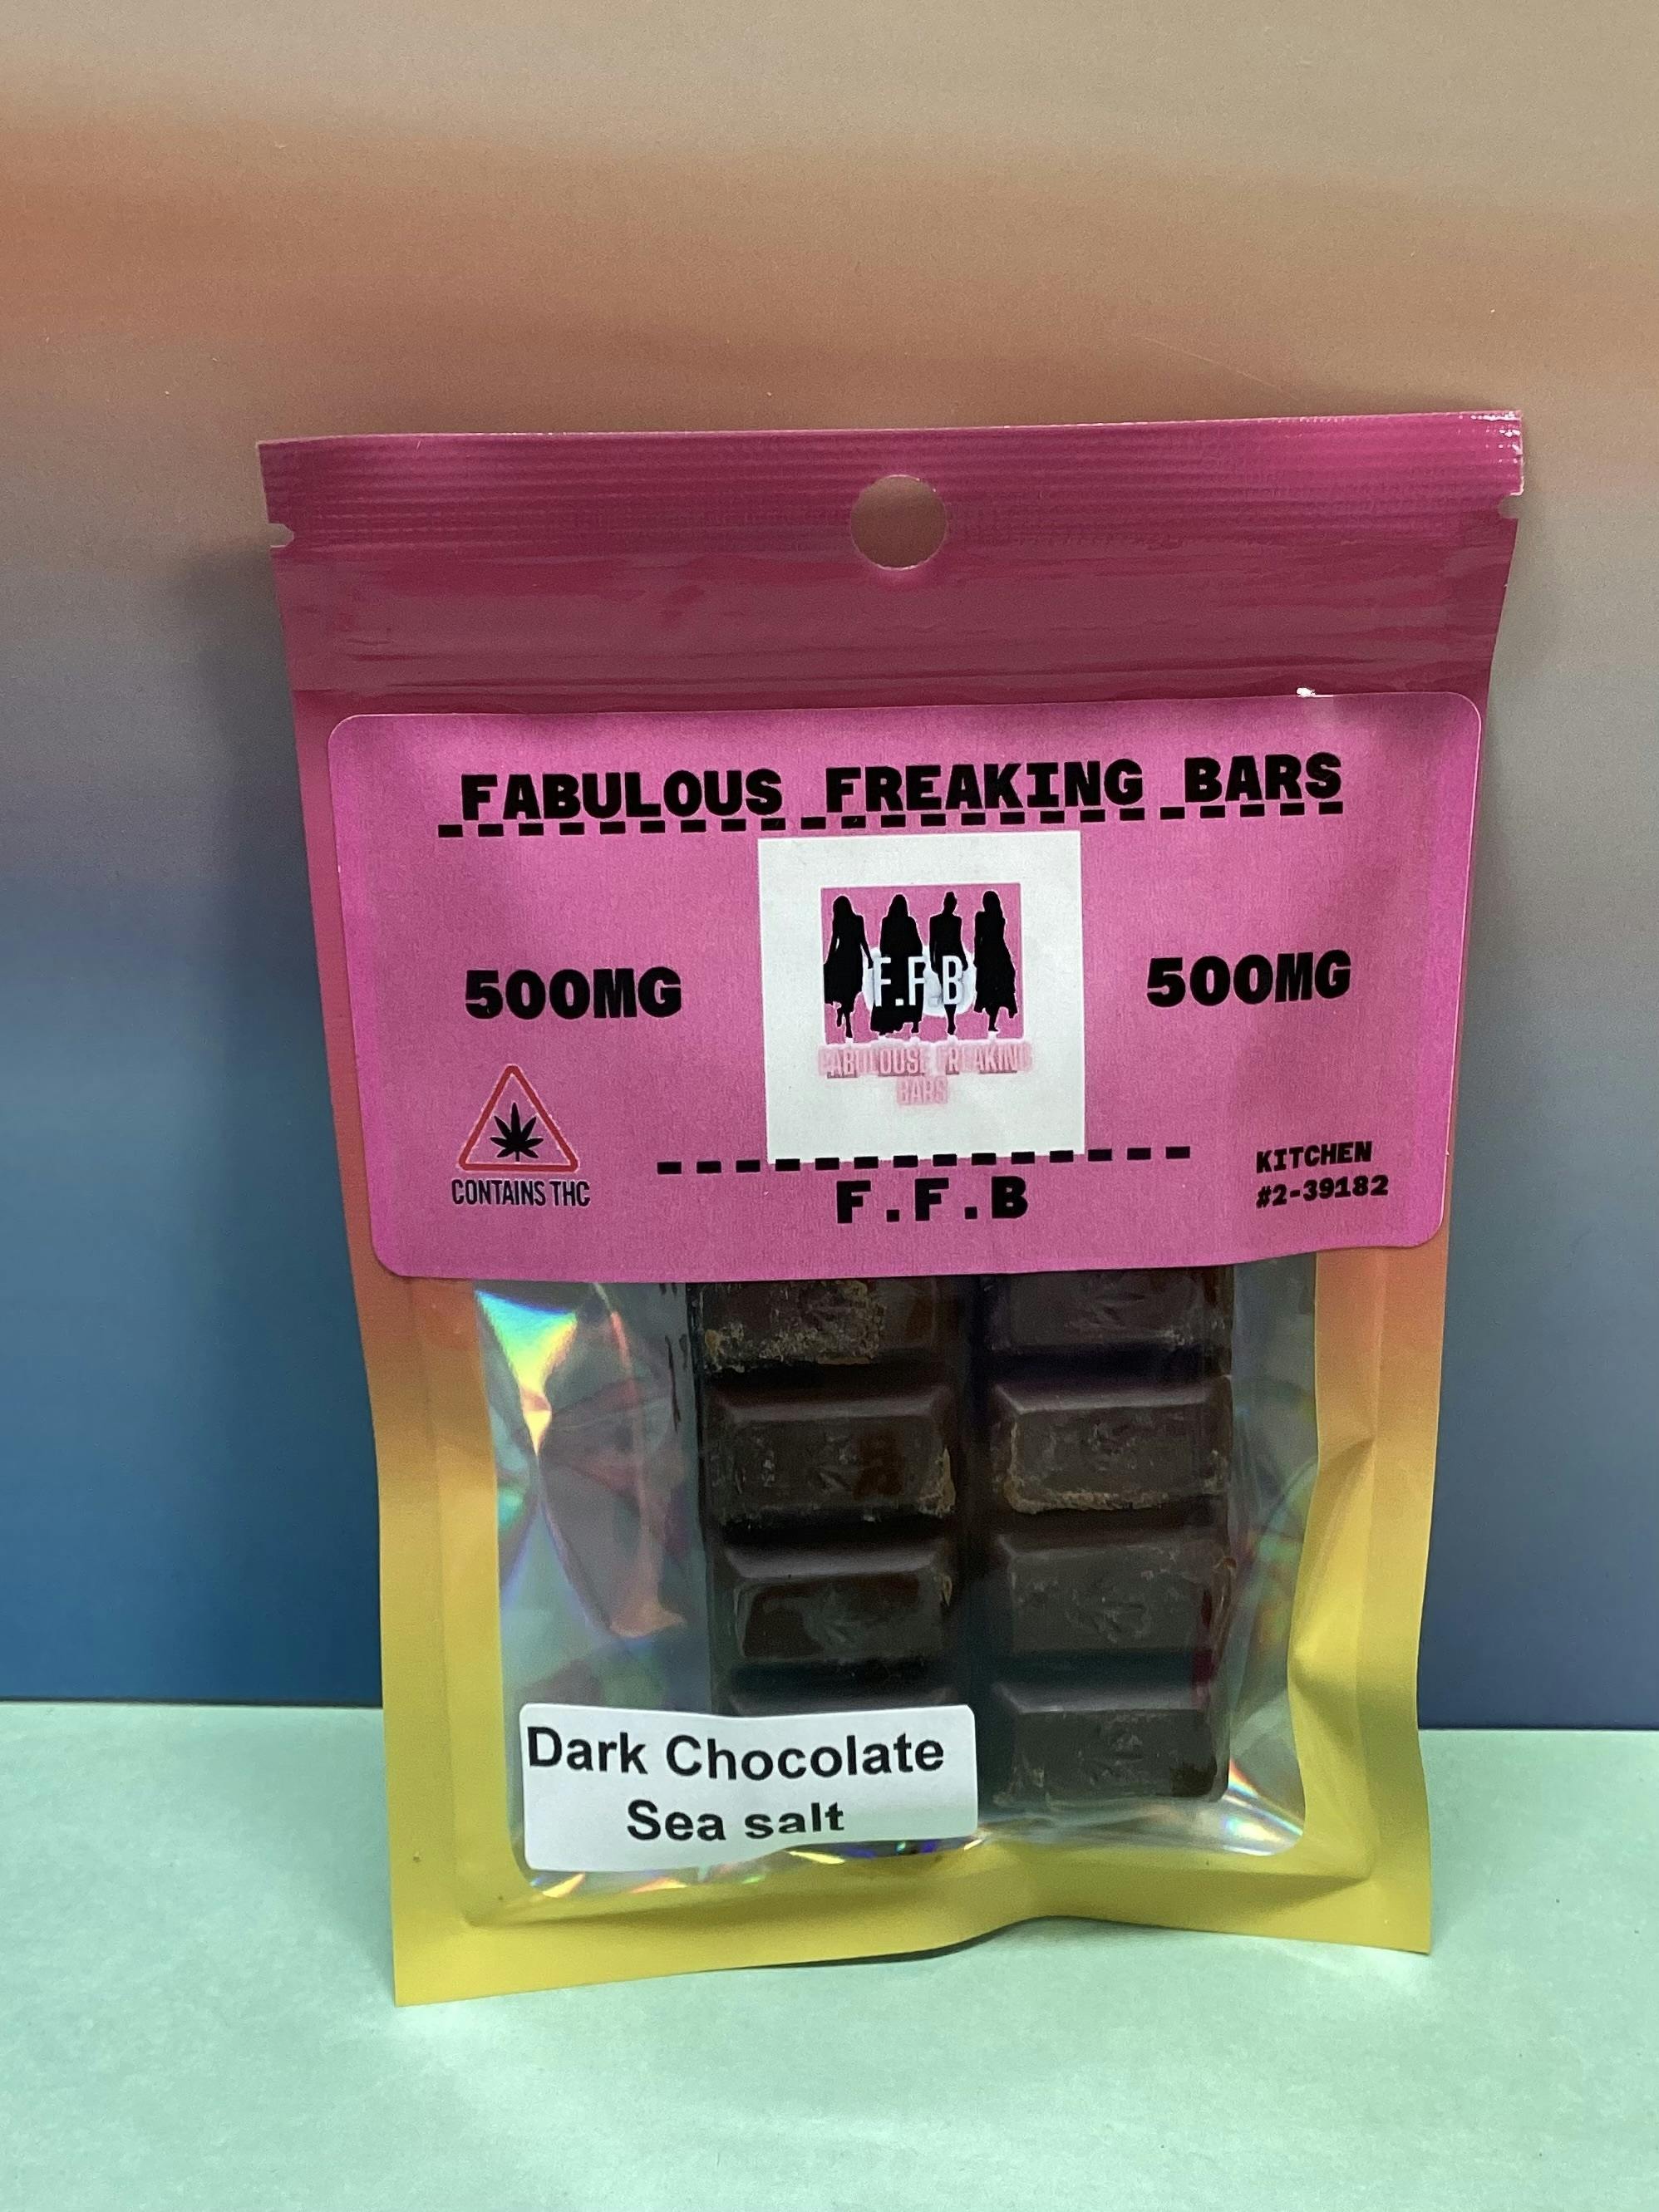 FABULOUS FREAKING BARS
500MG
F.F.B
FABULOUSE FREAKING
BARS
500MG
CONTAINS THC
F.F.B
KITCHEN
#2-39182
Dark Chocolate
Sea salt